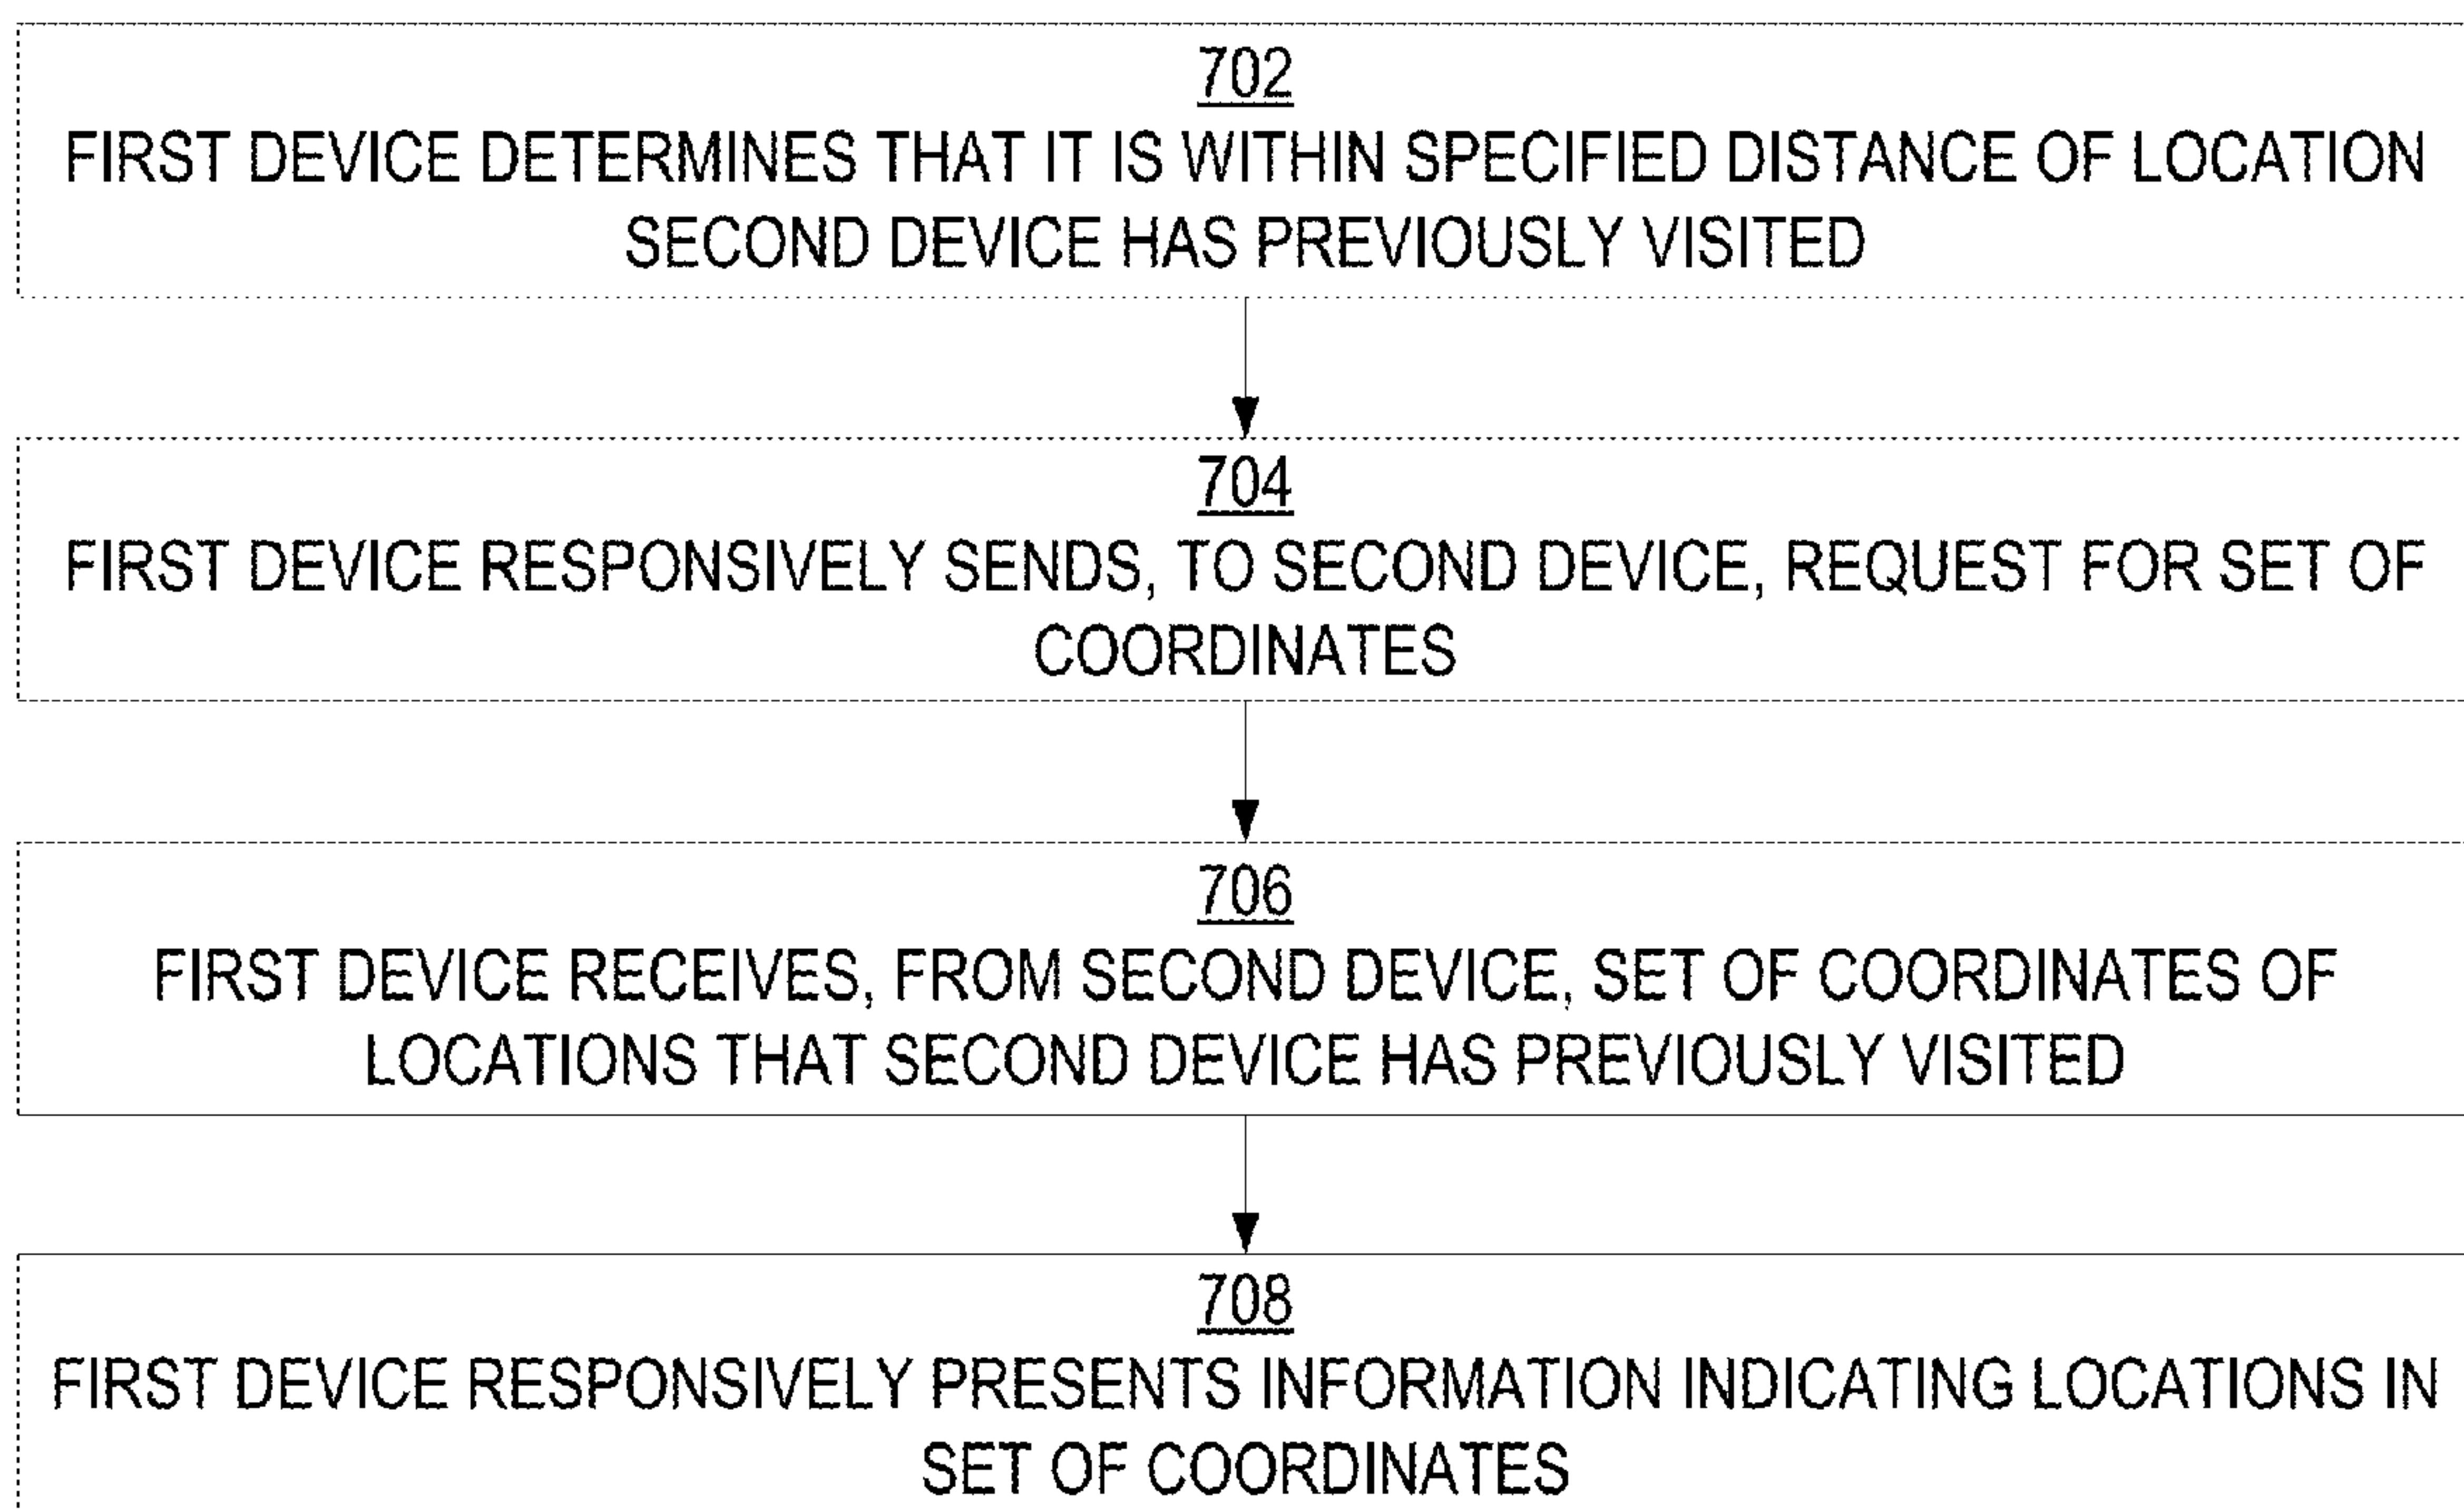 702
FIRST DEVICE DETERMINES THAT IT IS WITHIN SPECIFIED DISTANCE OF LOCATION
SECOND DEVICE HAS PREVIOUSLY VISITED
704
FIRST DEVICE RESPONSIVELY SENDS, TO SECOND DEVICE, REQUEST FOR SET OF
COORDINATES
706
FIRST DEVICE RECEIVES, FROM SECOND DEVICE, SET OF COORDINATES OF
LOCATIONS THAT SECOND DEVICE HAS PREVIOUSLY VISITED
708
FIRST DEVICE RESPONSIVELY PRESENTS INFORMATION INDICATING LOCATIONS IN
SET OF COORDINATES